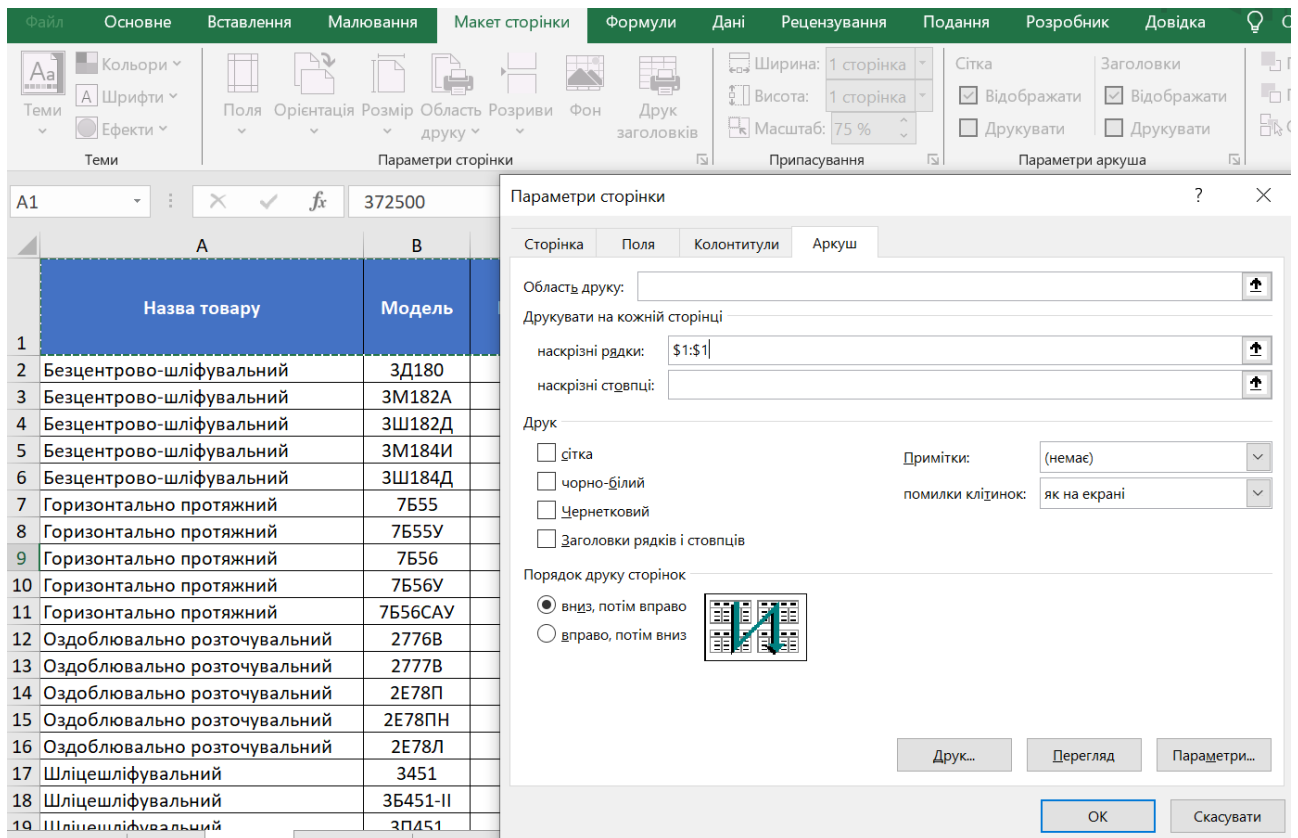 Файл Основне Вставлення Малювання Макет сторінки Формули Дані Рецензування Подання Розробник Довідка
Кольори Ширина: 1 сторінка Сітка Заголовки
Aa A Шрифти Висота: 1 сторінка Відображати Відображати
Теми Поля Орієнтація Розмір Область Розриви Фон Друк
Ефекти друку заголовків Масштаб: 75 % Друкувати Друкувати
Теми Параметри сторінки Припасування Параметри аркуша
A1 fx 372500
Параметри сторінки ?
Сторінка Поля Колонтитули Аркуш
A B
Область друку:
Друкувати на кожній сторінці
наскрізні рядки: $1:$1
наскрізні стовпці:
Друк
сітка
чорно-білий
Чернетковий
Заголовки рядків і стовпців
Примітки: (немає)
помилки клітинок: як на екрані
Порядок друку сторінок
вниз, потім вправо
вправо, потім вниз
Друк... Перегляд Параметри...
ОК Скасувати
1 Назва товару Модель
2 Безцентрово-шліфувальний 3Д180
3 Безцентрово-шліфувальний 3М182А
4 Безцентрово-шліфувальний 3Ш182Д
5 Безцентрово-шліфувальний 3М184И
6 Безцентрово-шліфувальний 3Ш184Д
7 Горизонтально протяжний 7Б55
8 Горизонтально протяжний 7Б55У
9 Горизонтально протяжний 7Б56
10 Горизонтально протяжний 7Б56У
11 Горизонтально протяжний 7Б56САУ
12 Оздоблювально розточувальний 2776В
13 Оздоблювально розточувальний 2777В
14 Оздоблювально розточувальний 2Е78П
15 Оздоблювально розточувальний 2Е78ПН
16 Оздоблювально розточувальний 2Е78Л
17 Шліцешліфувальний 3451
18 Шліцешліфувальний 3Б451-II
19 Шліцешліфувальний 3П451